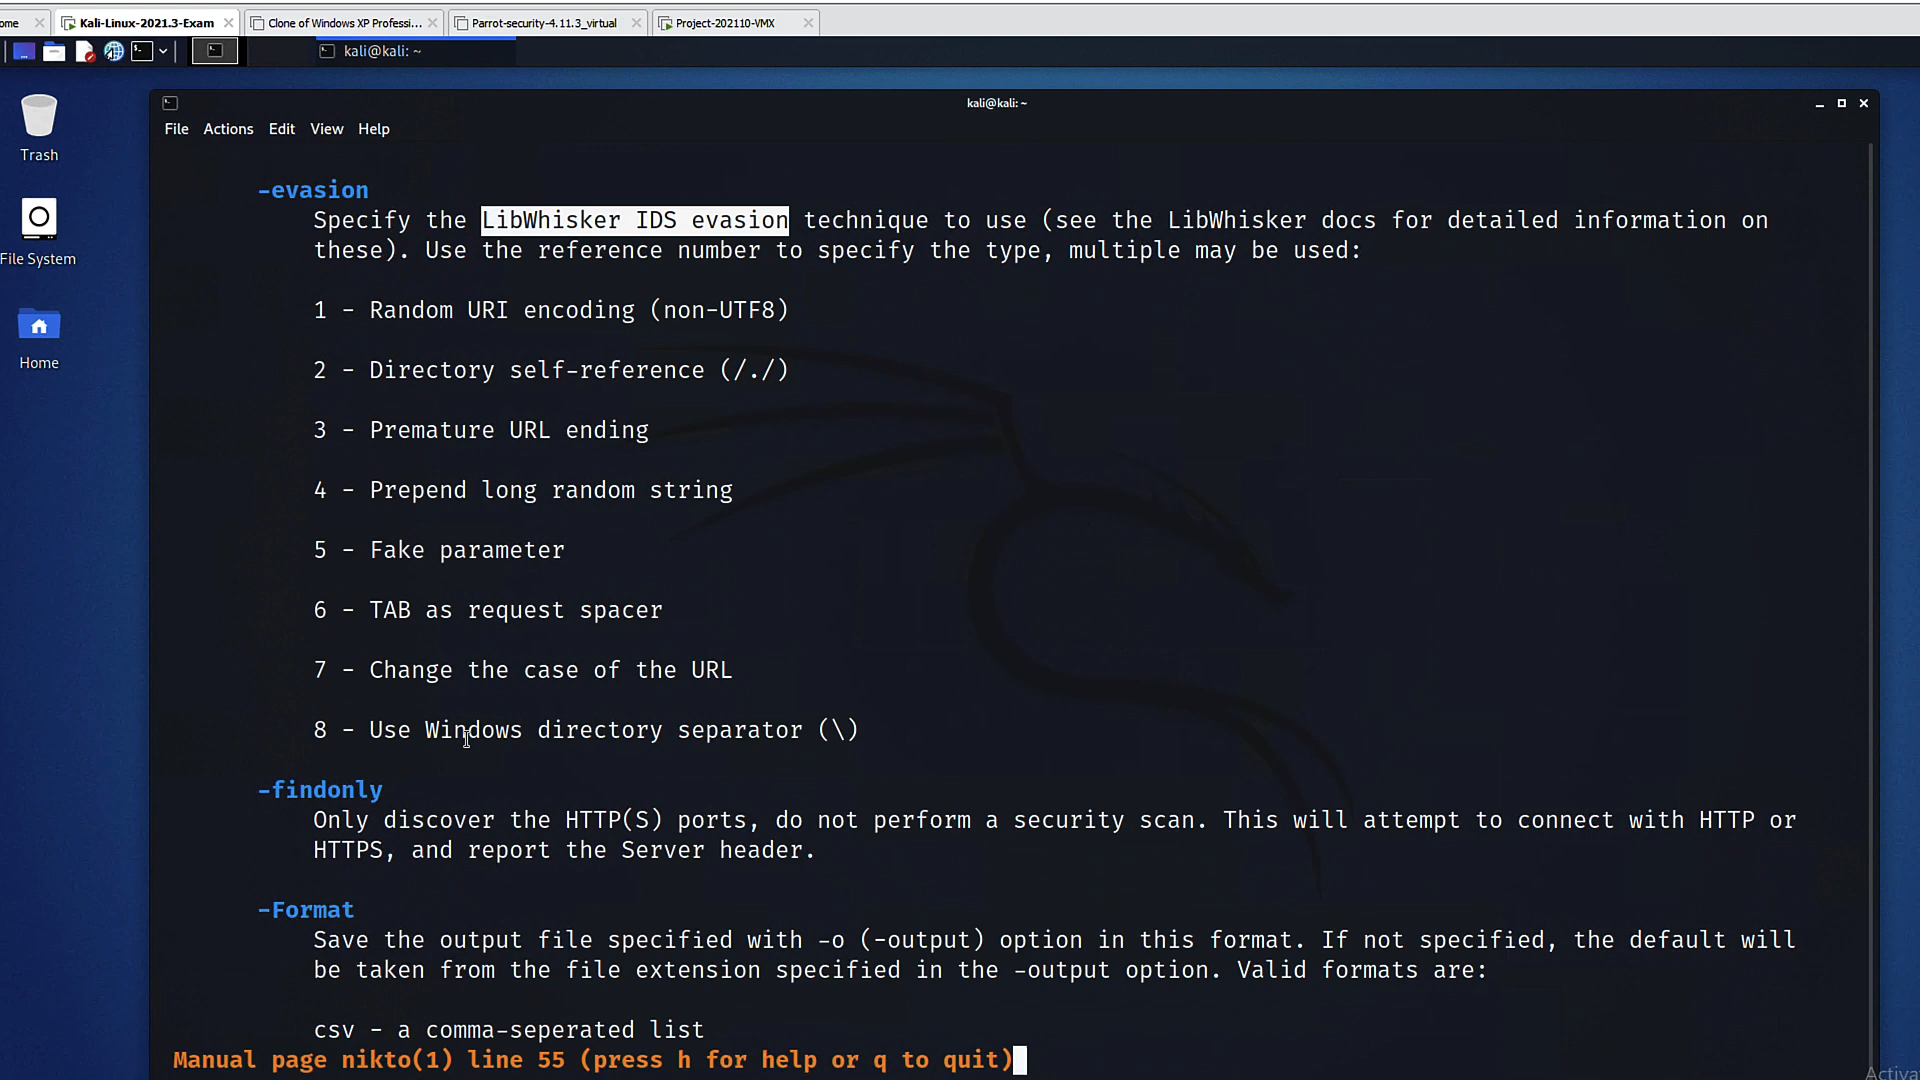 ome
Kali-Linux-2021.3-Exam
Clone of Windows XP Professi...
Parrot-security-4.11.3_virtual
Project-202110-VMX
kali@kali: ~
kali@kali: ~
File Actions Edit View Help
Trash
File System
Home
-evasion
Specify the LibWhisker IDS evasion technique to use (see the LibWhisker docs for detailed information on
these). Use the reference number to specify the type, multiple may be used:
1 - Random URI encoding (non-UTF8)
2 - Directory self-reference (/./)
3 - Premature URL ending
4 - Prepend long random string
5 - Fake parameter
6 - TAB as request spacer
7 - Change the case of the URL
8 - Use Windows directory separator (\)
-findonly
Only discover the HTTP(S) ports, do not perform a security scan. This will attempt to connect with HTTP or
HTTPS, and report the Server header.
-Format
Save the output file specified with -o (-output) option in this format. If not specified, the default will
be taken from the file extension specified in the -output option. Valid formats are:
csv - a comma-seperated list
Manual page nikto(1) line 55 (press h for help or q to quit)
Activa